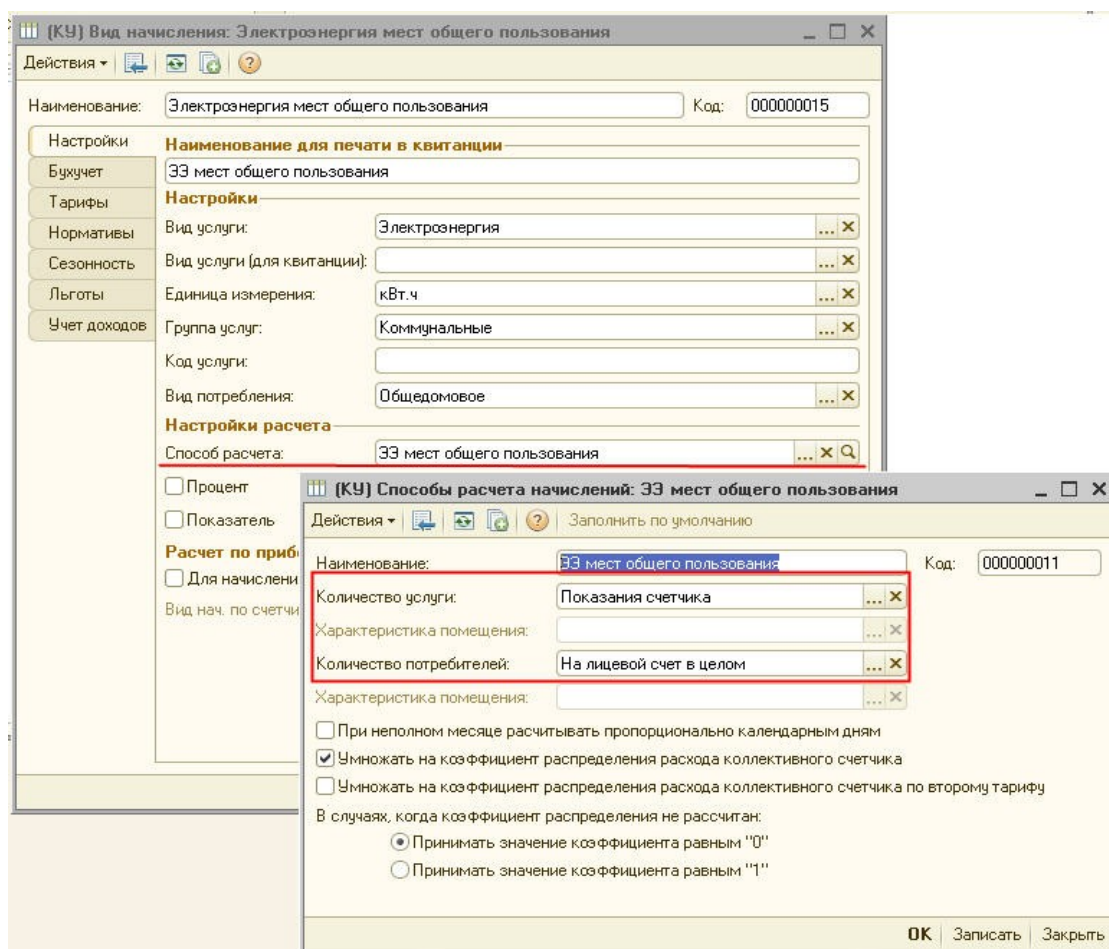 (КУ) Вид начисления: Электроэнергия мест общего пользования
Действия
Наименование: Электроэнергия мест общего пользования Код: 000000015
Настройки
Бухучет
Тарифы
Нормативы
Сезонность
Льготы
Учет доходов
Наименование для печати в квитанции
ЭЭ мест общего пользования
Настройки
Вид услуги: Электроэнергия ...
Вид услуги (для квитанции): ...
Единица измерения: кВт.ч ...
Группа услуг: Коммунальные ...
Код услуги:
Вид потребления: Общедомовое ...
Настройки расчета
Способ расчета: ЭЭ мест общего пользования ...
Процент
Показатель
Расчет по приб
Для начислени
Вид нач. по счетчи
(КУ) Способы расчета начислений: ЭЭ мест общего пользования
Действия Заполнить по умолчанию
Наименование: ЭЭ мест общего пользования Код: 000000011
Количество услуги: Показания счетчика ...
Характеристика помещения: ...
Количество потребителей: На лицевой счет в целом ...
Характеристика помещения: ...
При неполном месяце расчитывать пропорционально календарным дням
Умножать на коэффициент распределения расхода коллективного счетчика
Умножать на коэффициент распределения расхода коллективного счетчика по второму тарифу
В случаях, когда коэффициент распределения не рассчитан:
Принимать значение коэффициента равным "0"
Принимать значение коэффициента равным "1"
OK Записать Закрыть